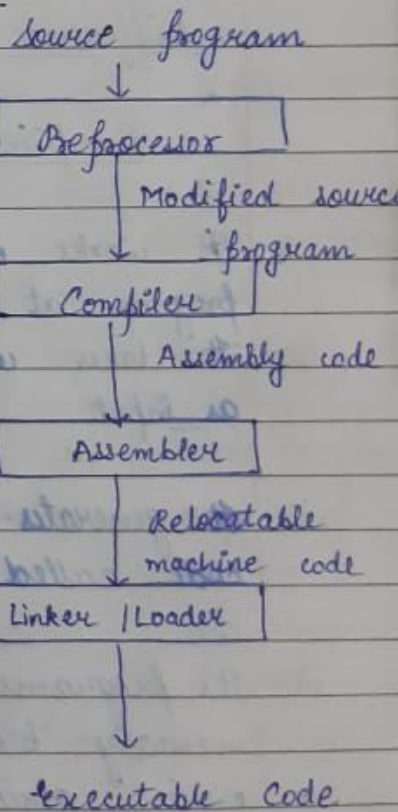 Source program
Preprocessor
Modified source
program
Compiler
Assembly code
Assembler
Relocatable
machine code
Linker / Loader
executable code